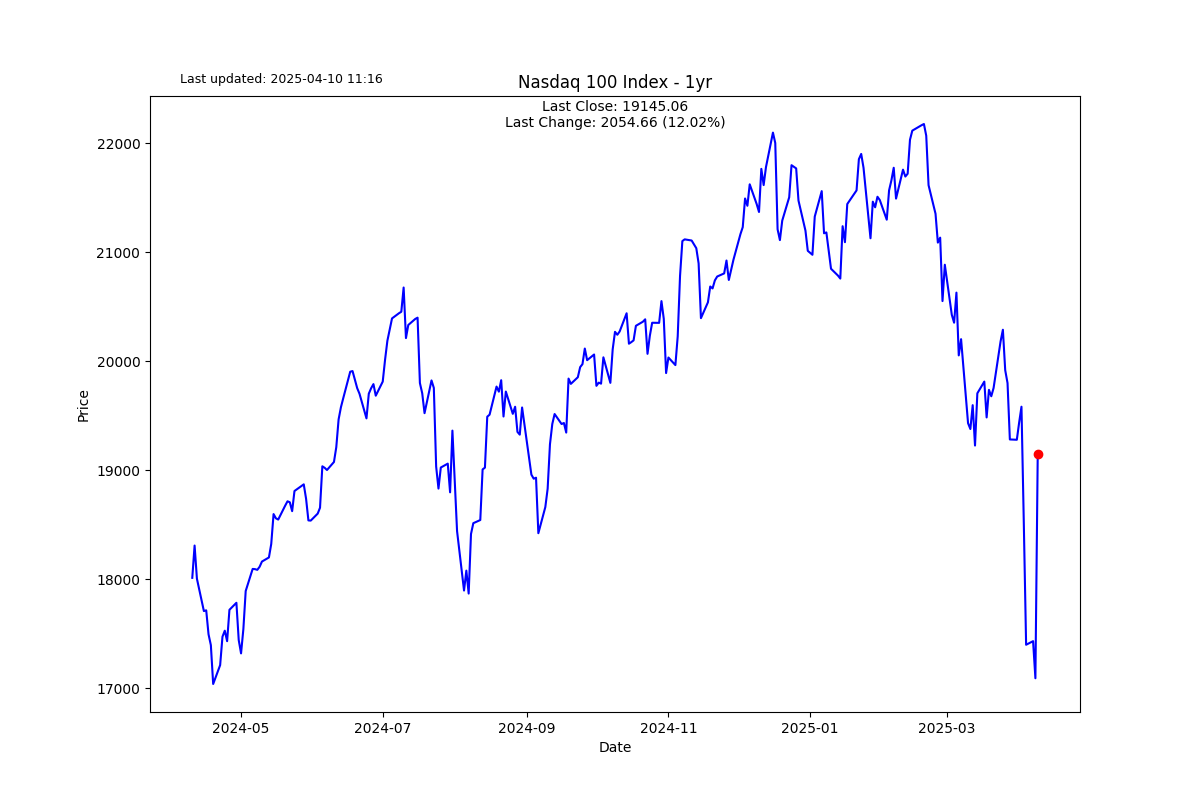 Last updated: 2025-04-10 11:16
Nasdaq 100 Index - 1yr
Last Close: 19145.06
Last Change: 2054.66 (12.02%)
22000
21000
20000
19000
18000
17000
Price
2024-05
2024-07
2024-09
2024-11
2025-01
2025-03
Date